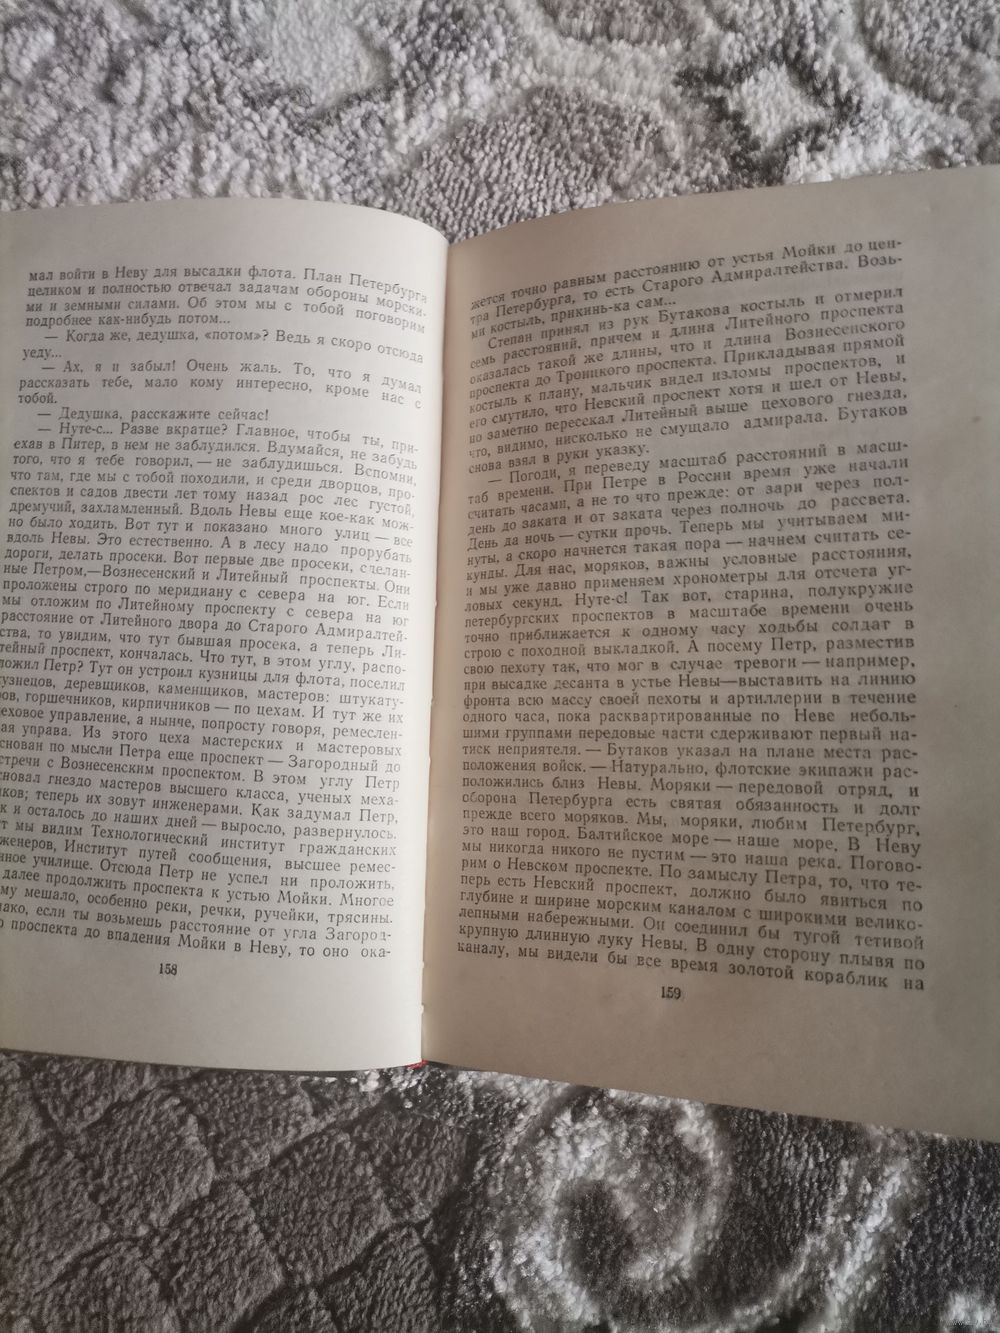 мал войти в Неву для высадки флота. План Петербурга
целиком и полностью отвечал задачам обороны морски-
ми и земными силами. Об этом мы с тобой поговорим
подробнее как-нибудь потом...
— Когда же, дедушка, «потом»? Ведь я скоро отсюда
уеду...
— Ах, я и забыл! Очень жаль. То, что я думал
рассказать тебе, мало кому интересно, кроме нас с
тобой.
— Дедушка, расскажите сейчас!
— Нуте-с... Разве вкратце? Главное, чтобы ты, при-
ехав в Питер, в нем не заблудился. Вдумайся, не забудь
того, что я тебе говорил, — не заблудишься. Вспомни,
что там, где мы с тобой походили, и среди дворцов, про-
спектов и садов двести лет тому назад рос лес густой,
дремучий, захламленный. Вдоль Невы еще кое-как мож-
но было ходить. Вот тут и показано много улиц — все
вдоль Невы. Это естественно. А в лесу надо прорубать
дороги, делать просеки. Вот первые две просеки, сделан-
ные Петром,—Вознесенский и Литейный проспекты. Они
проложены строго по меридиану с севера на юг. Если
мы отложим по Литейному проспекту с севера на юг
расстояние от Литейного двора до Старого Адмиралтей-
ства, то увидим, что тут бывшая просека, а теперь Ли-
тейный проспект, кончалась. Что тут, в этом углу, распо-
ложил Петр? Тут он устроил кузницы для флота, поселил
кузнецов, деревщиков, каменщиков, мастеров: штукату-
ров, горшечников, кирпичников — по цехам. И тут же их
цеховое управление, а нынче, попросту говоря, ремеслен-
ная управа. Из этого цеха мастерских и мастеровых
основан по мысли Петра еще проспект — Загородный до
встречи с Вознесенским проспектом. В этом углу Петр
основал гнездо мастеров высшего класса, ученых меха-
ников; теперь их зовут инженерами. Как задумал Петр,
к и осталось до наших дней — выросло, развернулось.
т мы видим Технологический институт гражданских
женеров, Институт путей сообщения, высшее ремес-
нное училище. Отсюда Петр не успел ни проложить,
далее продолжить проспекта к устью Мойки. Многое
му мешало, особенно реки, речки, ручейки, трясины.
нако, если ты возьмешь расстояние от угла Загород-
о проспекта до впадения Мойки в Неву, то оно ока-
158
жется точно равным расстоянию от устья Мойки до цен-
тра Петербурга, то есть Старого Адмиралтейства. Возь-
ми костыль, прикинь-ка сам...
Степан принял из рук Бутакова костыль и отмерил
семь расстояний, причем и длина Литейного проспекта
оказалась такой же длины, что и длина Вознесенского
проспекта до Троицкого проспекта. Прикладывая прямой
костыль к плану, мальчик видел изломы проспектов, и
его смутило, что Невский проспект хотя и шел от Невы,
но заметно пересекал Литейный выше цехового гнезда,
что, видимо, нисколько не смущало адмирала. Бутаков
снова взял в руки указку.
— Погоди, я переведу масштаб расстояний в масш-
таб времени. При Петре в России время уже начали
считать часами, а не то что прежде: от зари через пол-
день до заката и от заката через полночь до рассвета.
День да ночь — сутки прочь. Теперь мы учитываем ми-
нуты, а скоро начнется такая пора — начнем считать се-
кунды. Для нас, моряков, важны условные расстояния,
и мы уже давно применяем хронометры для отсчета уг-
ловых секунд. Нуте-с! Так вот, старина, полукружие
петербургских проспектов в масштабе времени очень
точно приближается к одному часу ходьбы солдат в
строю с походной выкладкой. А посему Петр, разместив
свою пехоту так, что мог в случае тревоги — например,
при высадке десанта в устье Невы—выставить на линию
фронта всю массу своей пехоты и артиллерии в течение
одного часа, пока расквартированные по Неве неболь-
шими группами передовые части сдерживают первый на-
тиск неприятеля. — Бутаков указал на плане места рас-
положения войск. — Натурально, флотские экипажи рас-
положились близ Невы. Моряки — передовой отряд, и
оборона Петербурга есть святая обязанность и долг
прежде всего моряков. Мы, моряки, любим Петербург,
это наш город. Балтийское море — наше море. В Неву
мы никогда никого не пустим — это наша река. Погово-
рим о Невском проспекте. По замыслу Петра, то, что те-
перь есть Невский проспект, должно было явиться по
глубине и ширине морским каналом с широкими велико-
лепными набережными. Он соединил бы тугой тетивой
крупную длинную луку Невы. В одну сторону плывя по
каналу, мы видели бы все время золотой кораблик на
159